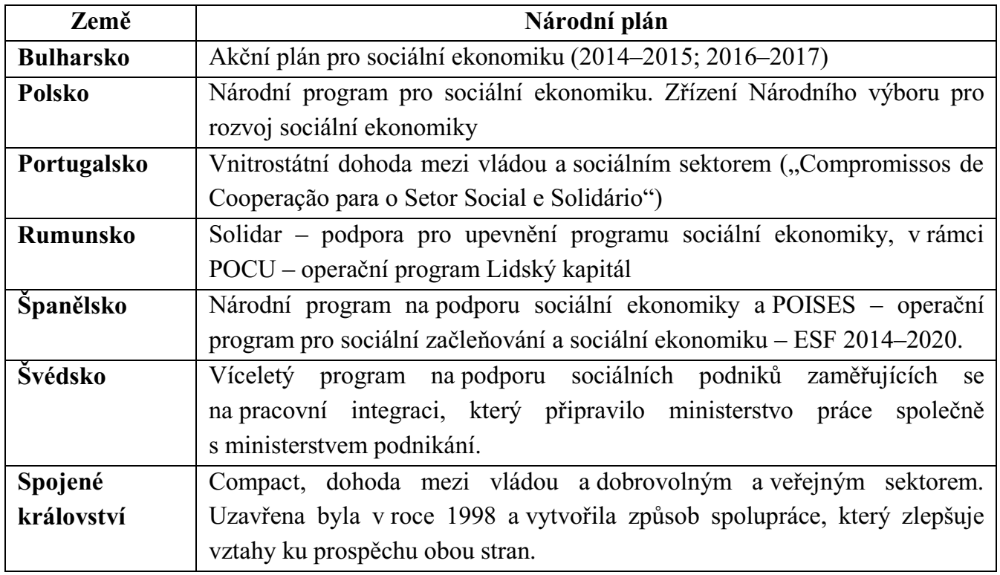 Země Národní plán
Bulharsko Akční plán pro sociální ekonomiku (2014–2015; 2016–2017)
Polsko Národní program pro sociální ekonomiku. Zřízení Národního výboru pro
rozvoj sociální ekonomiky
Portugalsko Vnitrostátní dohoda mezi vládou a sociálním sektorem („Compromissos de
Cooperação para o Setor Social e Solidário“)
Rumunsko Solidar – podpora pro upevnění programu sociální ekonomiky, v rámci
POCU – operační program Lidský kapitál
Španělsko Národní program na podporu sociální ekonomiky a POISES – operační
program pro sociální začleňování a sociální ekonomiku – ESF 2014–2020.
Švédsko Víceletý program na podporu sociálních podniků zaměřujících se
na pracovní integraci, který připravilo ministerstvo práce společně
s ministerstvem podnikání.
Spojené Compact, dohoda mezi vládou a dobrovolným a veřejným sektorem.
království Uzavřena byla v roce 1998 a vytvořila způsob spolupráce, který zlepšuje
vztahy ku prospěchu obou stran.